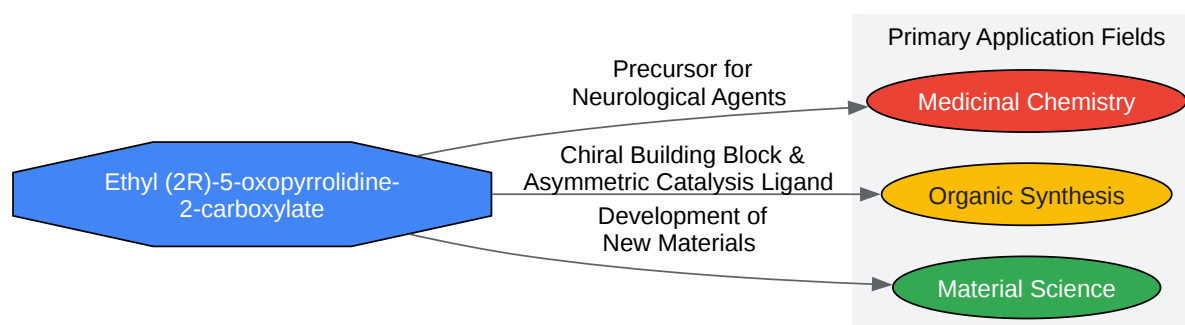 Primary Application Fields
Precursor for
Neurological Agents
Medicinal Chemistry
Ethyl (2R)-5-oxopyrrolidine-
2-carboxylate
Chiral Building Block &
Asymmetric Catalysis Ligand
Organic Synthesis
Development of
New Materials
Material Science